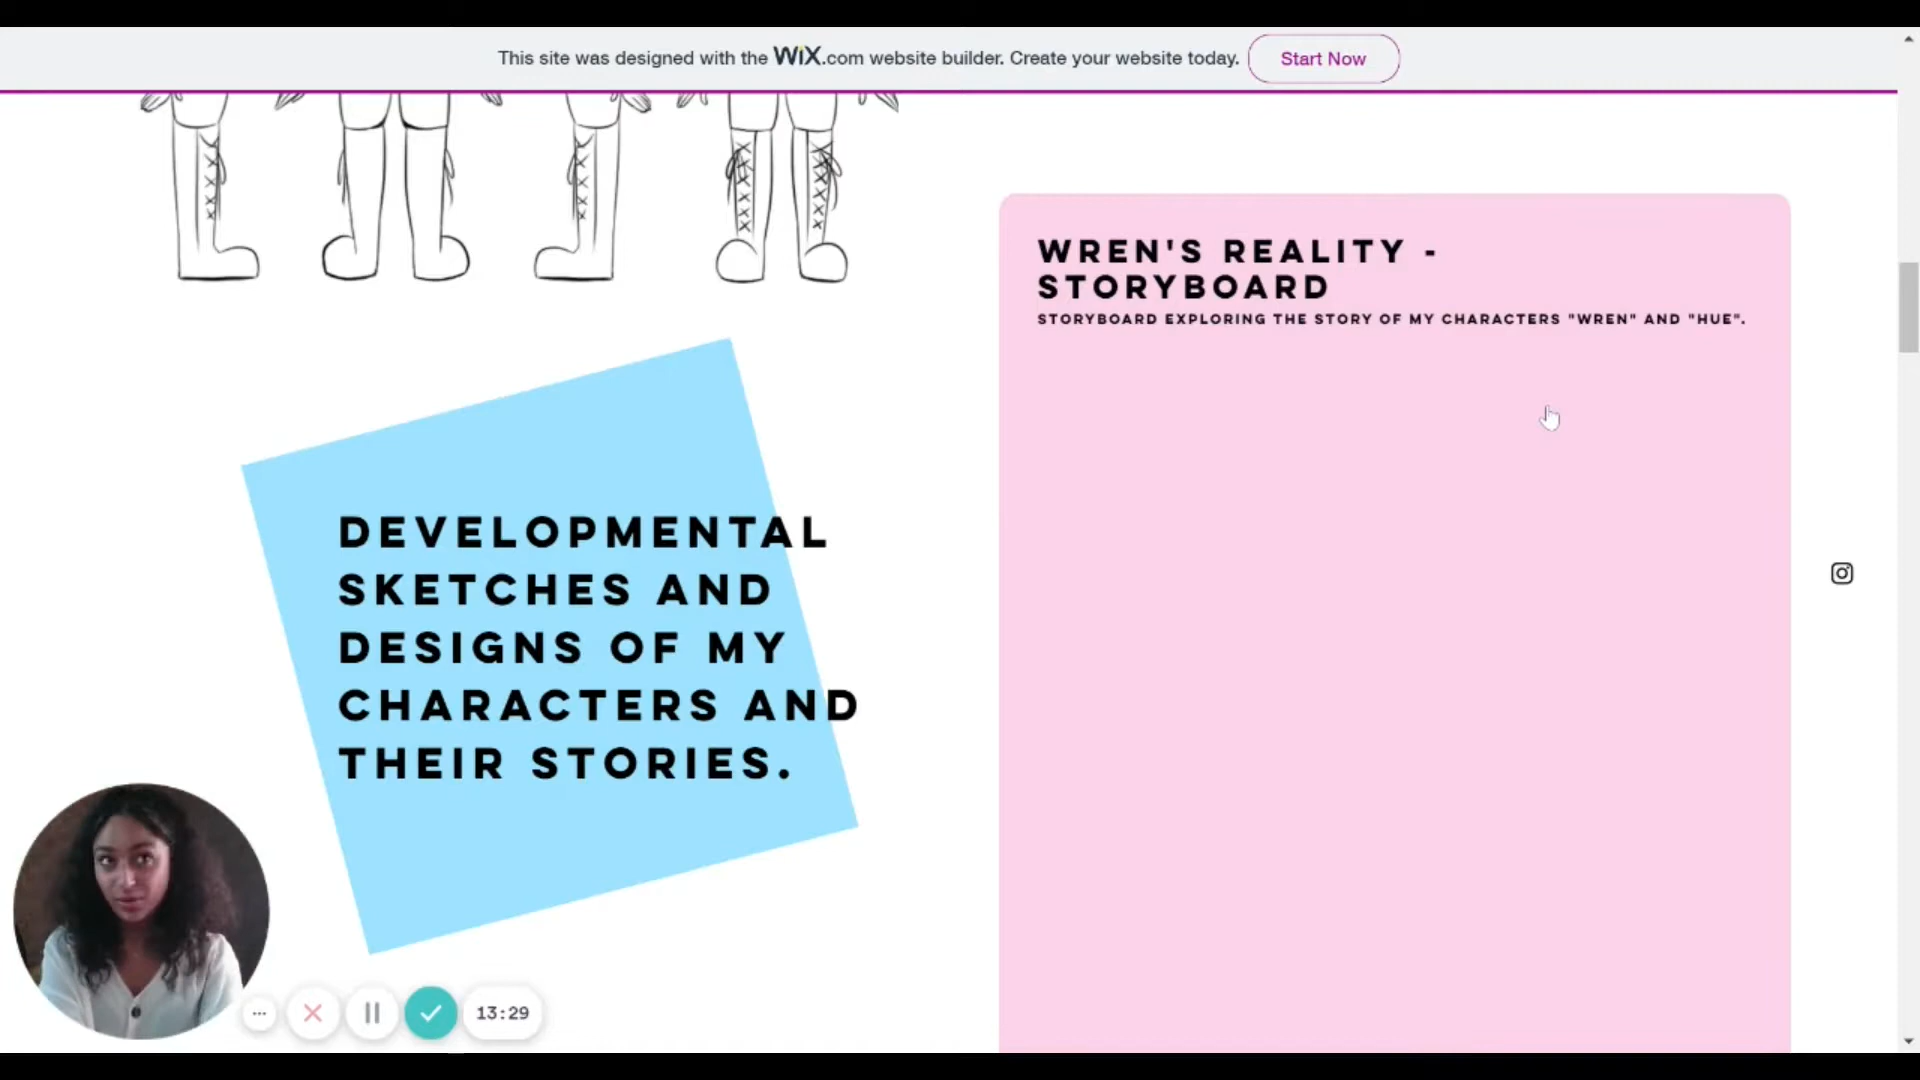 This site was designed with the WiX.com website builder. Create your website today. Start Now
WREN'S REALITY -
STORYBOARD
STORYBOARD EXPLORING THE STORY OF MY CHARACTERS "WREN" AND "HUE".
DEVELOPMENTAL
SKETCHES AND
DESIGNS OF MY
CHARACTERS AND
THEIR STORIES.
13:29